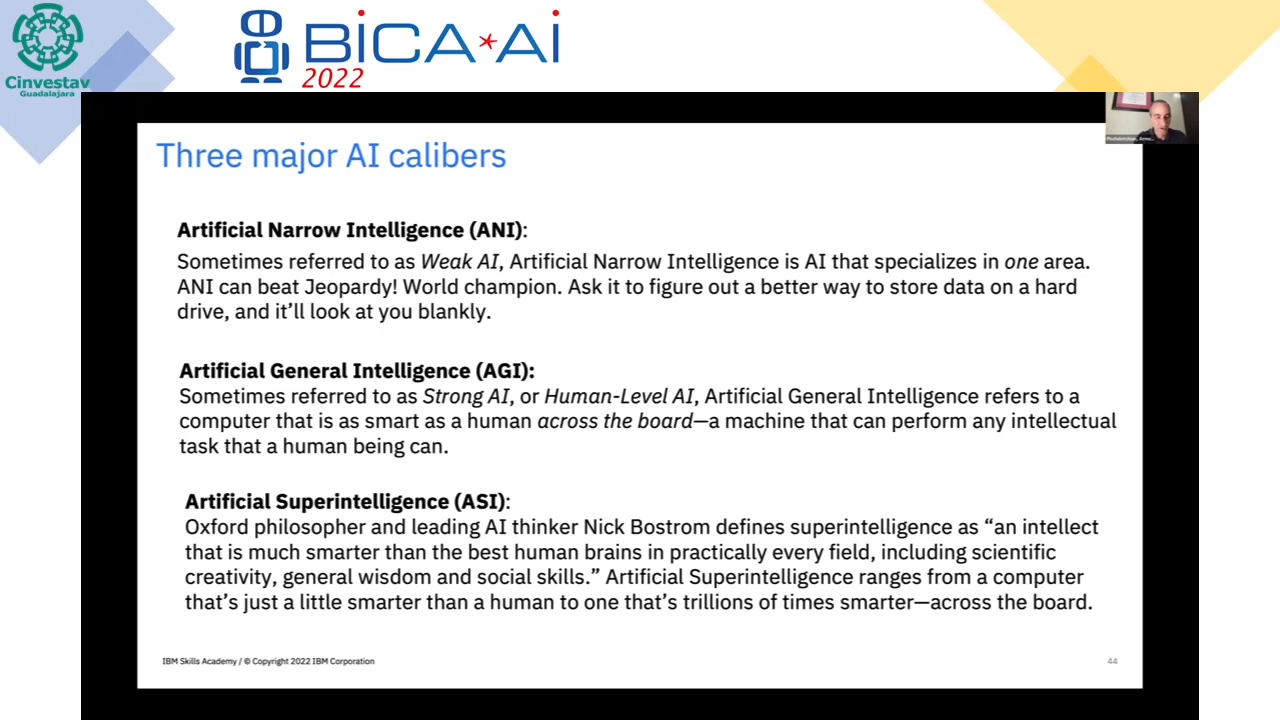 Cinvestav
Guadalajara
BiCA*Ai
2022
Three major AI calibers
Artificial Narrow Intelligence (ANI):
Sometimes referred to as Weak AI, Artificial Narrow Intelligence is AI that specializes in one area.
ANI can beat Jeopardy! World champion. Ask it to figure out a better way to store data on a hard
drive, and it’ll look at you blankly.
Artificial General Intelligence (AGI):
Sometimes referred to as Strong AI, or Human-Level AI, Artificial General Intelligence refers to a
computer that is as smart as a human across the board—a machine that can perform any intellectual
task that a human being can.
Artificial Superintelligence (ASI):
Oxford philosopher and leading AI thinker Nick Bostrom defines superintelligence as “an intellect
that is much smarter than the best human brains in practically every field, including scientific
creativity, general wisdom and social skills.” Artificial Superintelligence ranges from a computer
that’s just a little smarter than a human to one that’s trillions of times smarter—across the board.
IBM Skills Academy / © Copyright 2022 IBM Corporation
44